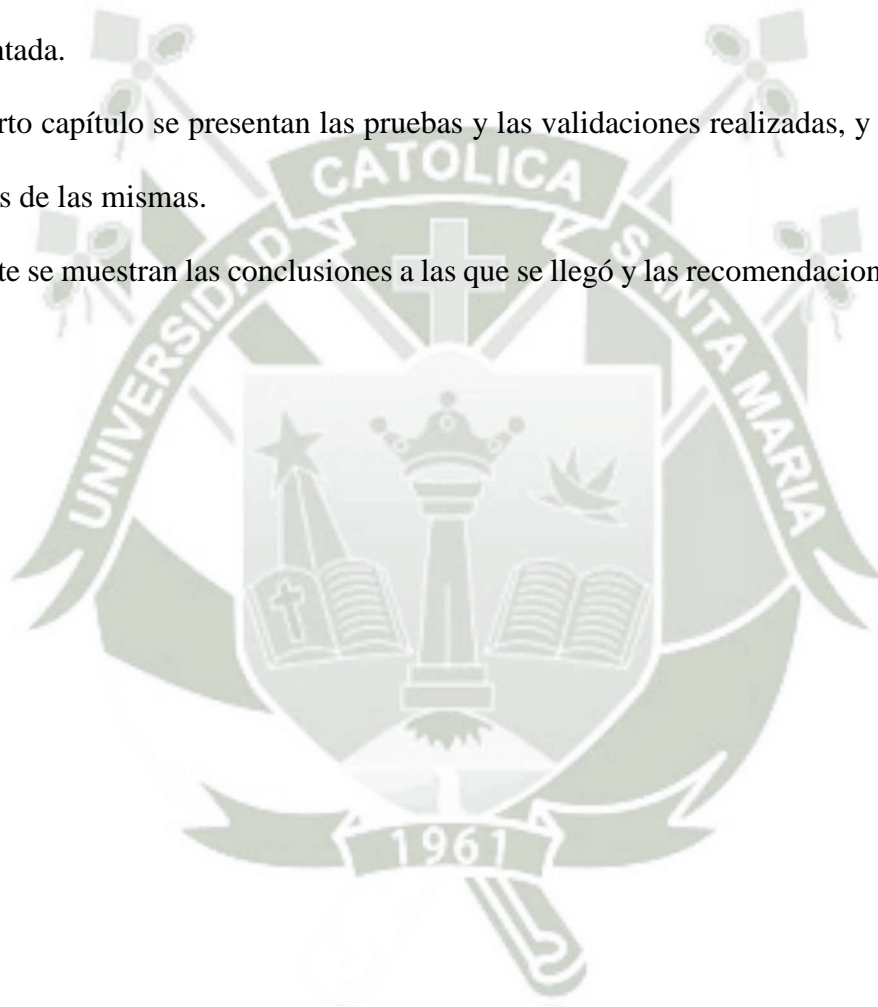 ntada.
rto capítulo se presentan las pruebas y las validaciones realizadas, y
s de las mismas.
te se muestran las conclusiones a las que se llegó y las recomendacion
UNIVERSIDAD CATOLICA SANTA MARIA
1961